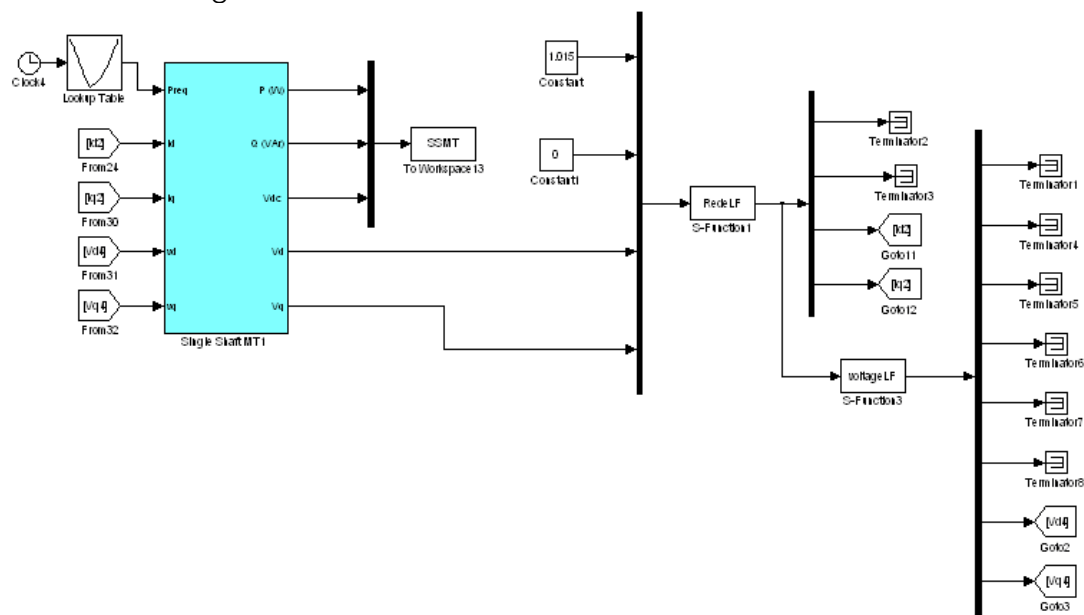 Clock4
Lookup Table
Preq
P (W)
[Id2]
From24
Id
Q (VAr)
[Iq2]
From30
Iq
Vdc
[Vd4]
From31
vd
Vd
[Vq4]
From32
vq
Vq
Single Shaft MT1
SSMT
To Workspace13
1.015
Constant
0
Constant1
RedeLF
S-Function1
Terminator2
Terminator3
[Id2]
Goto11
[Iq2]
Goto12
voltageLF
S-Function3
Terminator1
Terminator4
Terminator5
Terminator6
Terminator7
Terminator8
[Vd4]
Goto2
[Vq4]
Goto3